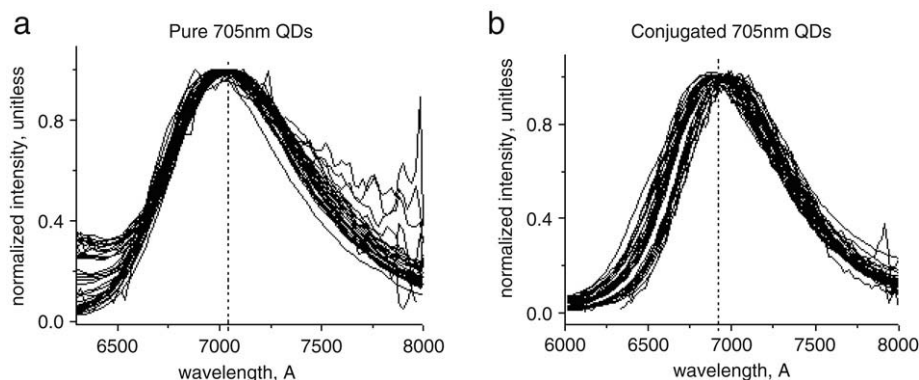 a
Pure 705nm QDs
normalized intensity, unitless
0.8
0.4
0.0
6500 7000 7500 8000
wavelength, A
b
Conjugated 705nm QDs
normalized intensity, unitless
0.8
0.4
0.0
6000 6500 7000 7500 8000
wavelength, A